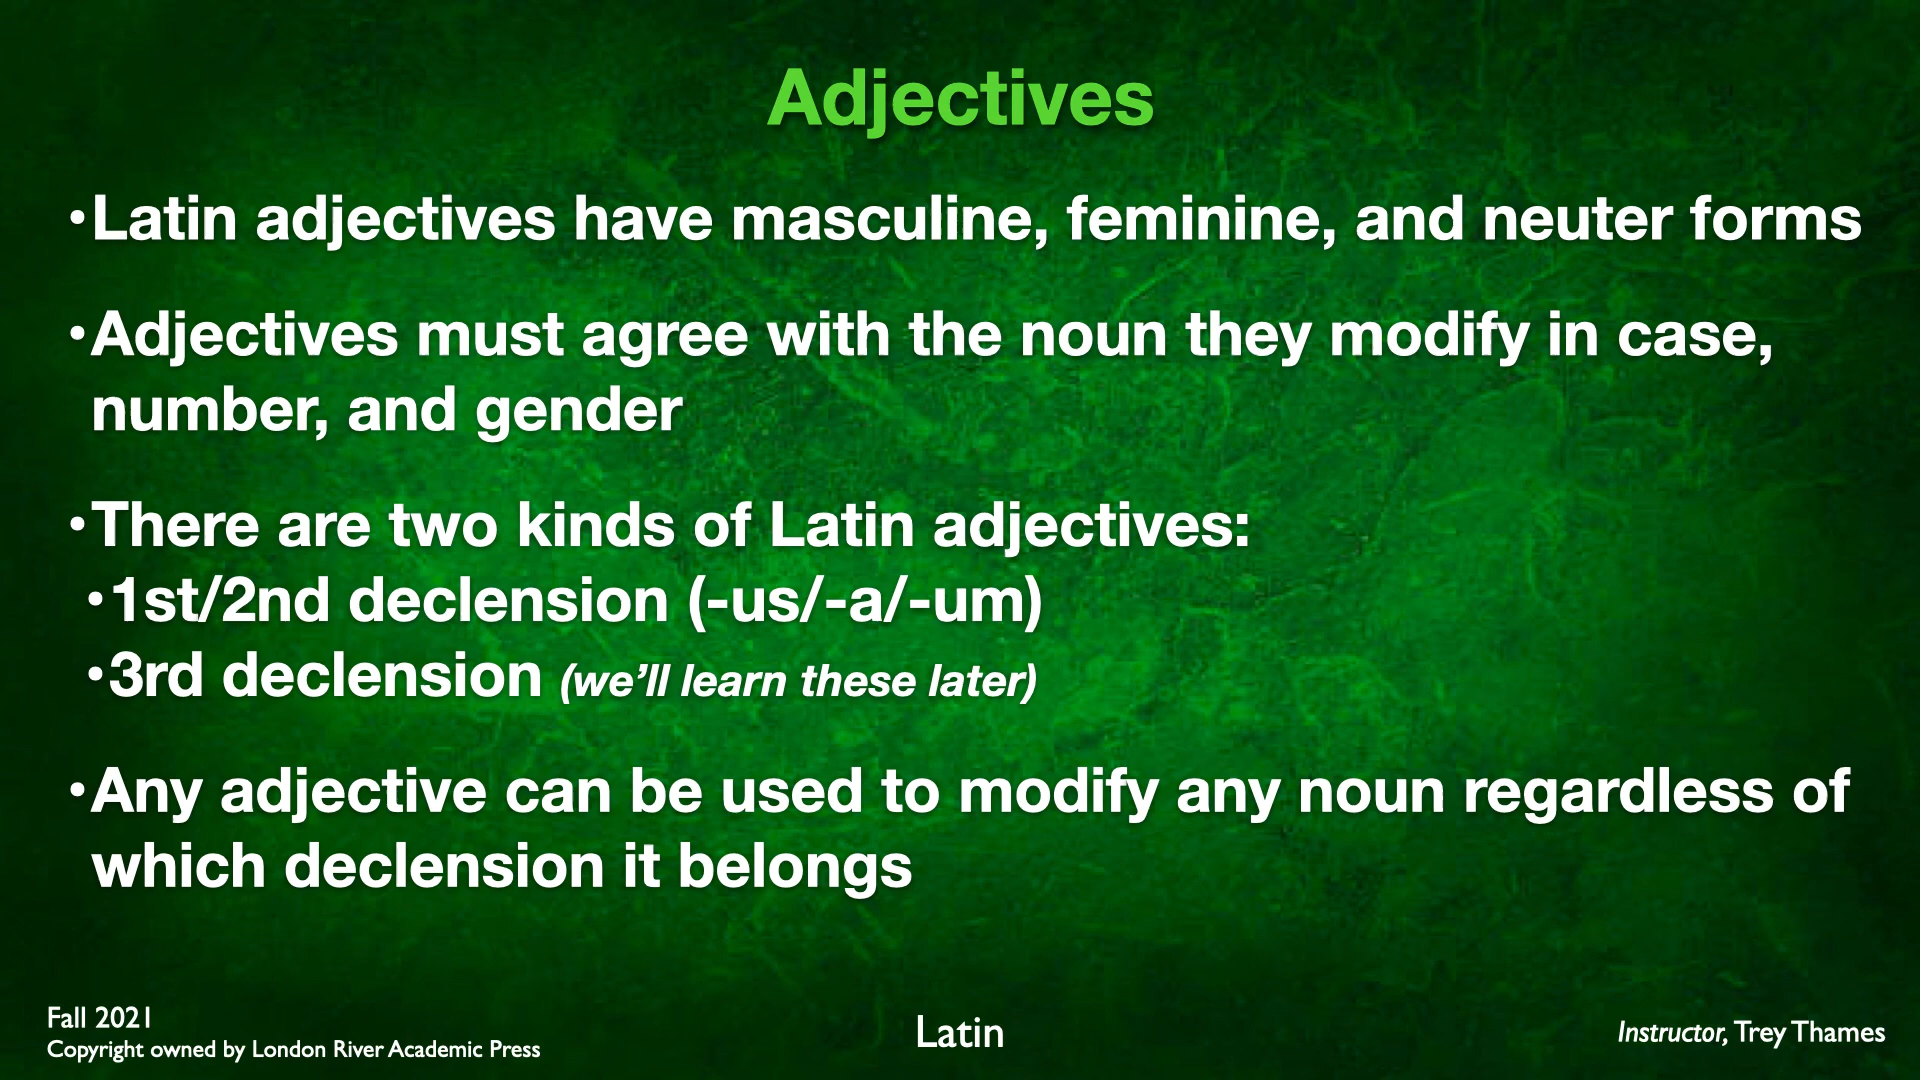 Adjectives
•Latin adjectives have masculine, feminine, and neuter forms
•Adjectives must agree with the noun they modify in case,
number, and gender
•There are two kinds of Latin adjectives:
•1st/2nd declension (-us/-a/-um)
•3rd declension (we’ll learn these later)
•Any adjective can be used to modify any noun regardless of
which declension it belongs
Fall 2021
Copyright owned by London River Academic Press
Latin
Instructor, Trey Thames